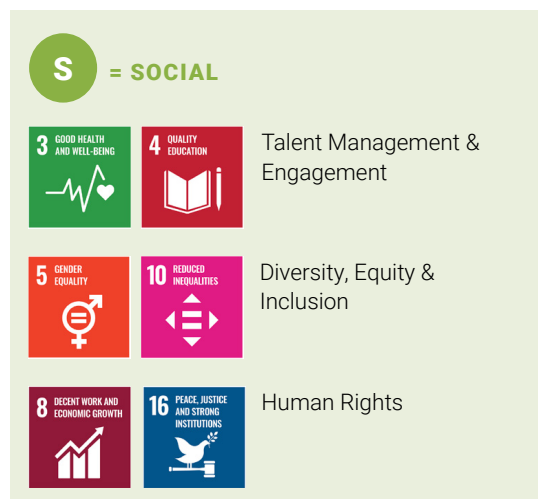 S = SOCIAL
3 GOOD HEALTH
AND WELL-BEING
4 QUALITY
EDUCATION
Talent Management &
Engagement
5 GENDER
EQUALITY
10 REDUCED
INEQUALITIES
Diversity, Equity &
Inclusion
8 DECENT WORK AND
ECONOMIC GROWTH
16 PEACE, JUSTICE
AND STRONG
INSTITUTIONS
Human Rights